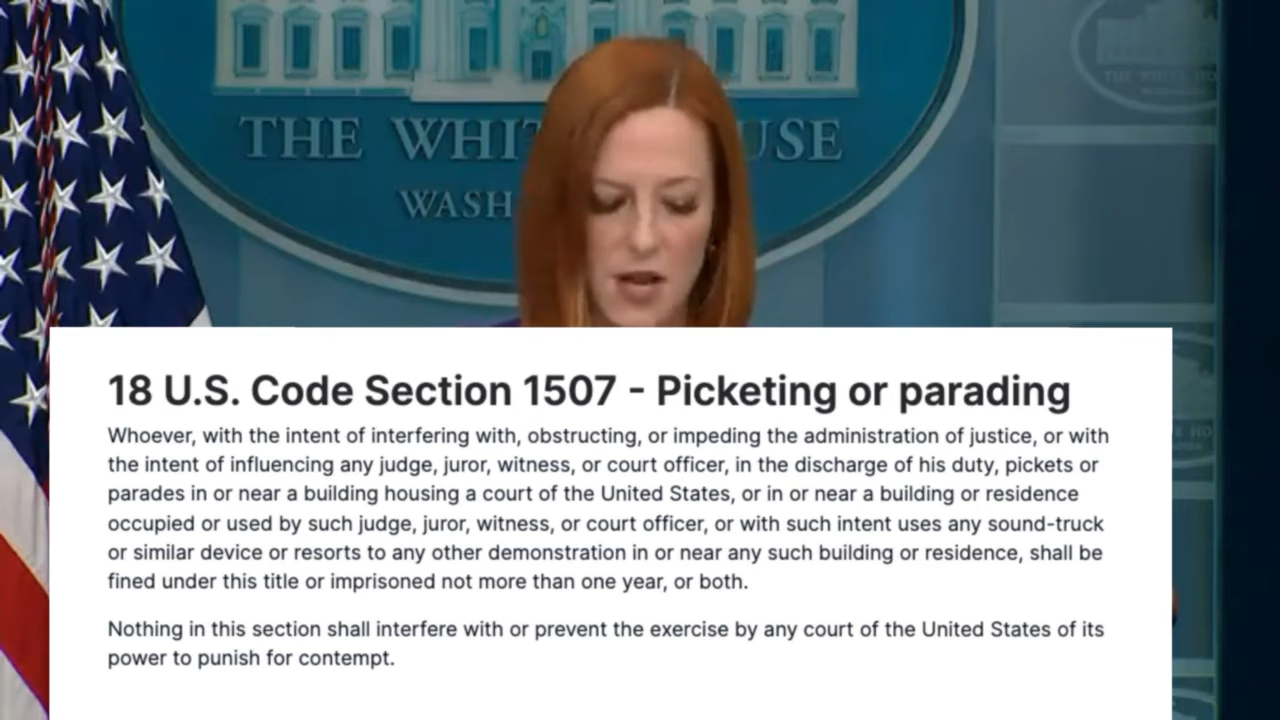 THE WHI USE
WASH
THE WHITE HO
18 U.S. Code Section 1507 - Picketing or parading
Whoever, with the intent of interfering with, obstructing, or impeding the administration of justice, or with
the intent of influencing any judge, juror, witness, or court officer, in the discharge of his duty, pickets or
parades in or near a building housing a court of the United States, or in or near a building or residence
occupied or used by such judge, juror, witness, or court officer, or with such intent uses any sound-truck
or similar device or resorts to any other demonstration in or near any such building or residence, shall be
fined under this title or imprisoned not more than one year, or both.
Nothing in this section shall interfere with or prevent the exercise by any court of the United States of its
power to punish for contempt.